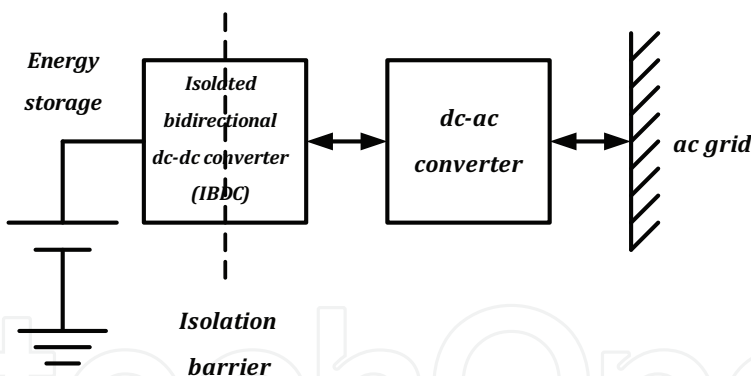 Energy
storage
Isolated
bidirectional
dc-dc converter
(IBDC)
dc-ac
converter
ac grid
Isolation
barrier